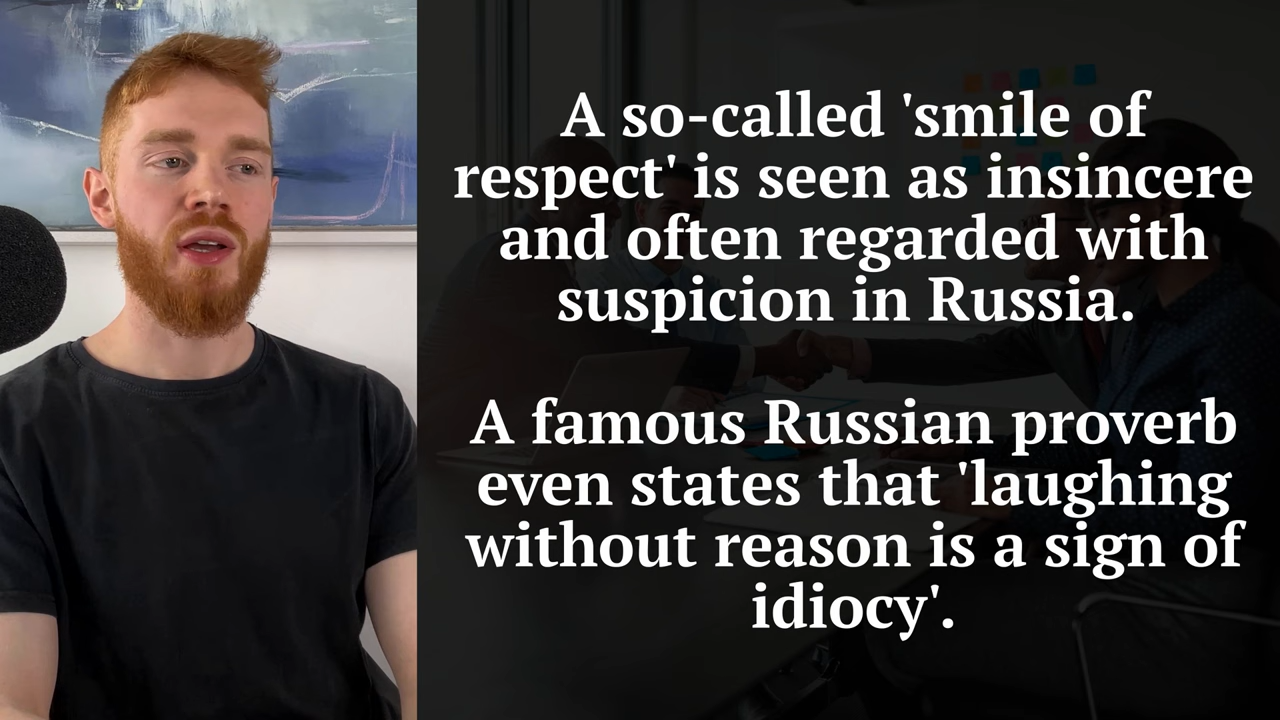 A so-called 'smile of
respect' is seen as insincere
and often regarded with
suspicion in Russia.
A famous Russian proverb
even states that 'laughing
without reason is a sign of
idiocy'.